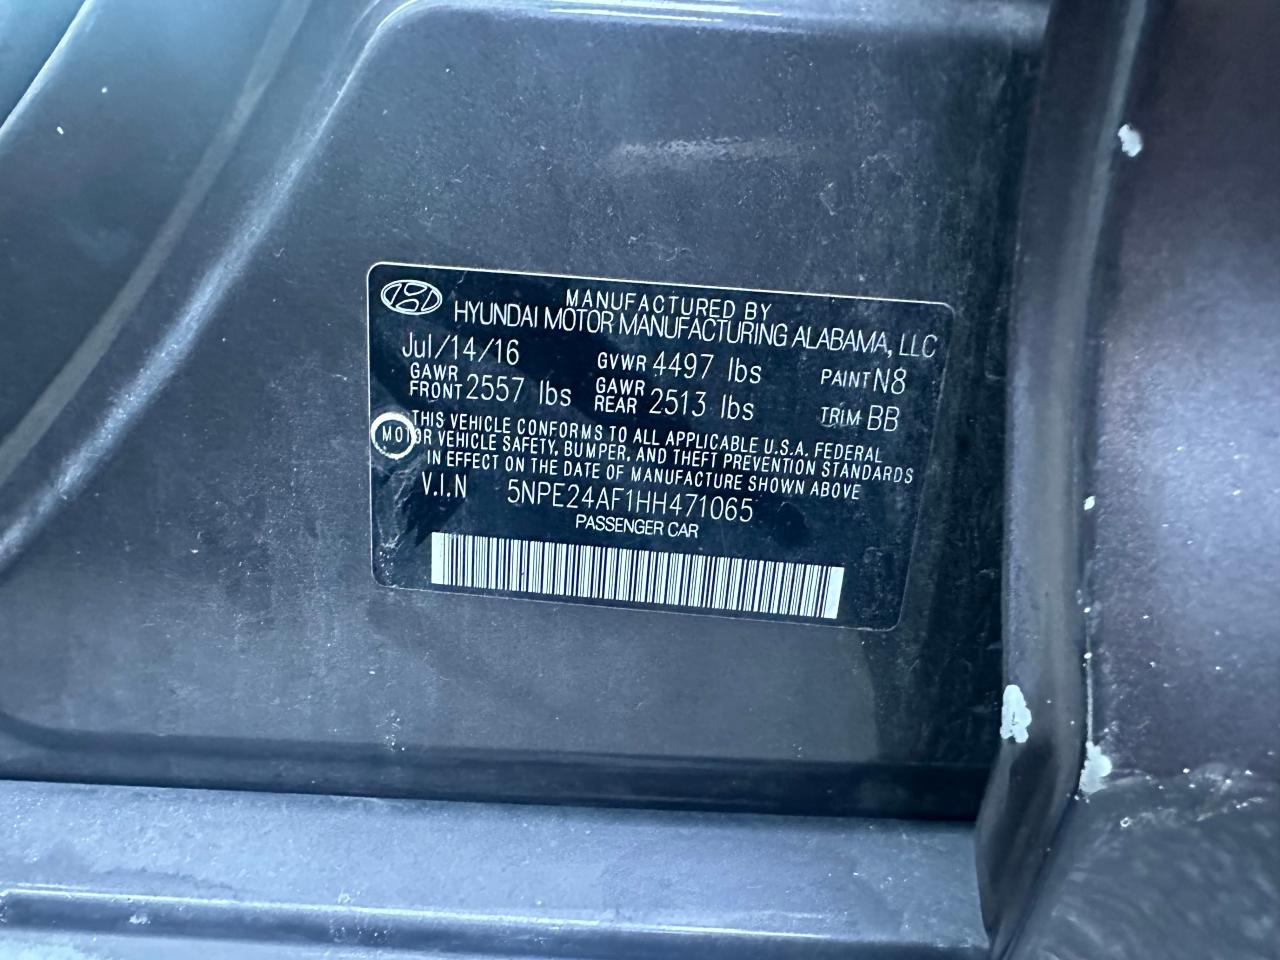 MANUFACTURED BY
HYUNDAI MOTOR MANUFACTURING ALABAMA, LLC
Jul/14/16 GVWR 4497 lbs PAINT N8
GAWR FRONT 2557 lbs GAWR REAR 2513 lbs TRIM BB
THIS VEHICLE CONFORMS TO ALL APPLICABLE U.S.A. FEDERAL
MOTOR VEHICLE SAFETY, BUMPER, AND THEFT PREVENTION STANDARDS
IN EFFECT ON THE DATE OF MANUFACTURE SHOWN ABOVE
V.I.N 5NPE24AF1HH471065
PASSENGER CAR